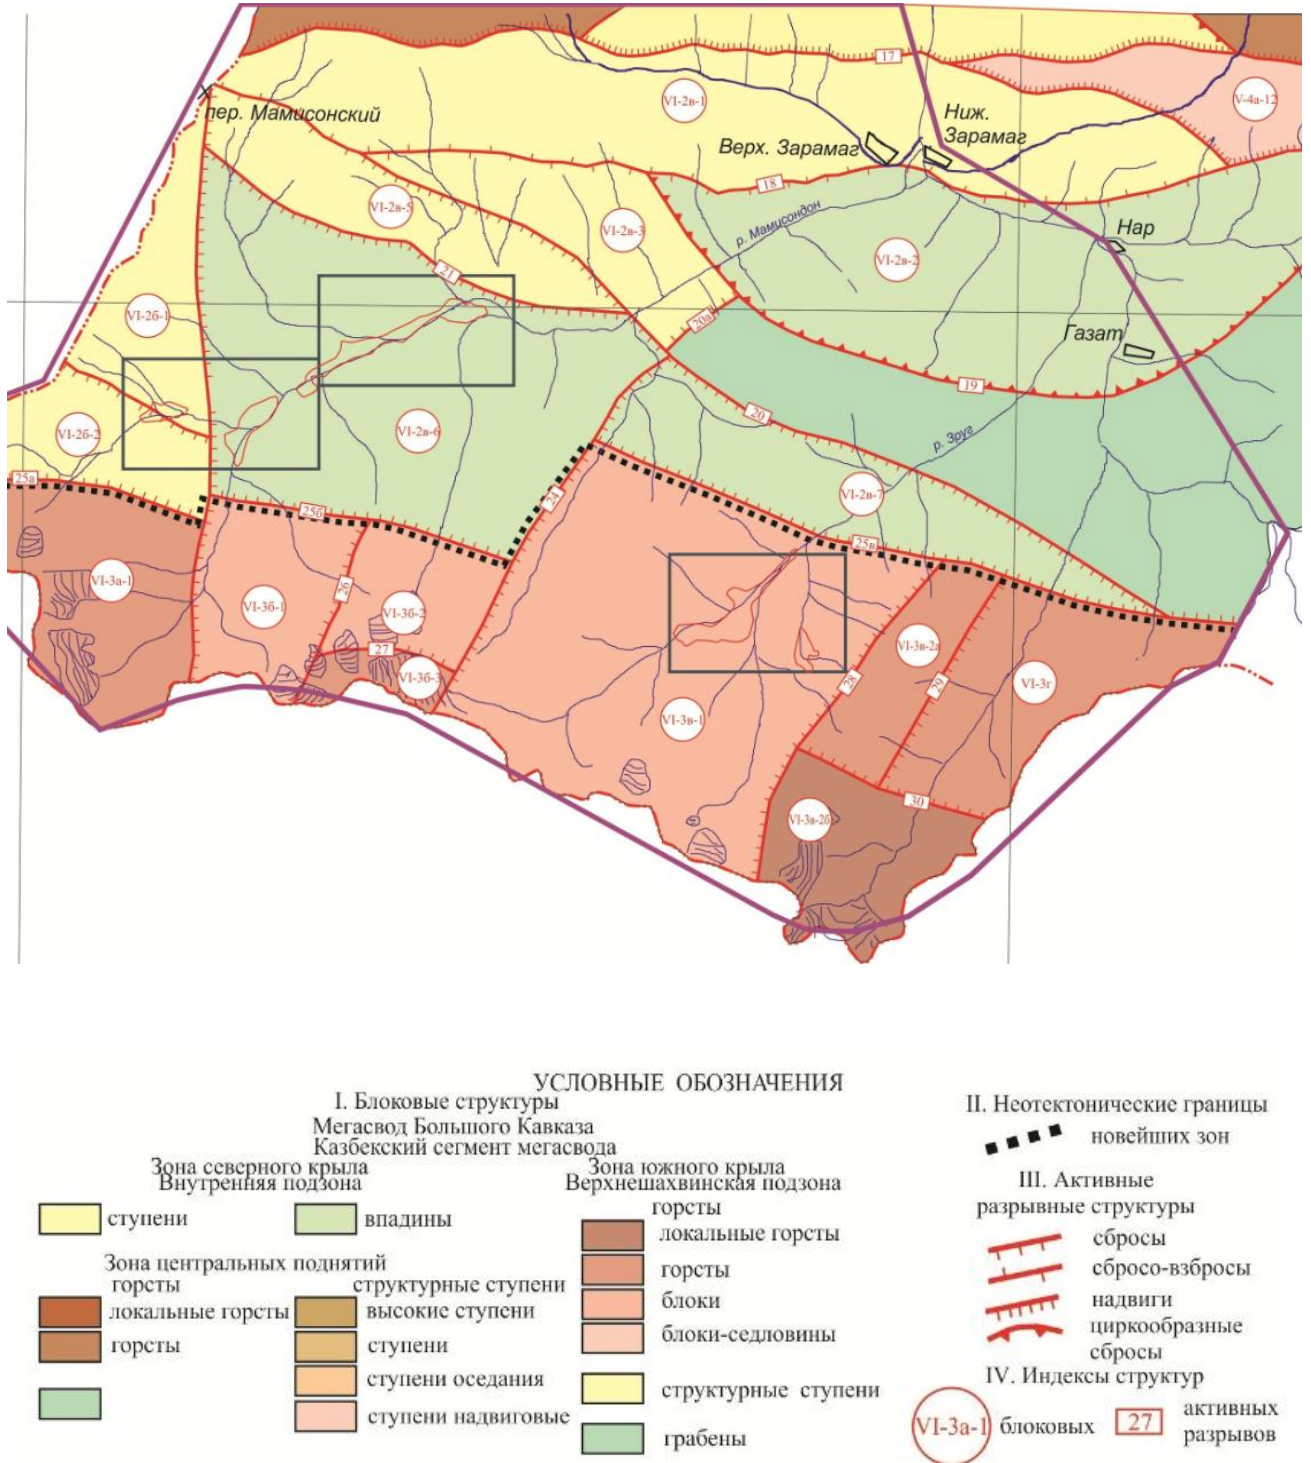 17
VI-2в-1
V-4а-12
пер. Мамисонский
Ниж.
Зарамаг
Верх. Зарамаг
18
VI-2в-5
VI-2в-3
р. Мамисондон
Нар
VI-2в-2
21
VI-2б-1
20а
Газат
19
20
VI-2б-2
VI-2в-6
р. Зруг
25а
24
VI-2в-7
25б
25в
VI-3а-1
26
VI-3б-1
VI-3б-2
27
VI-3б-3
VI-3в-2а
28
29
VI-3г
VI-3в-1
30
VI-3в-2б
УСЛОВНЫЕ ОБОЗНАЧЕНИЯ
I. Блоковые структуры
Мегасвод Большого Кавказа
Казбекский сегмент мегасвода
Зона северного крыла
Внутренняя подзона
ступени
впадины
Зона центральных поднятий
горсты
локальные горсты
горсты
структурные ступени
высокие ступени
ступени
ступени оседания
ступени надвиговые
Зона южного крыла
Верхнешахвинская подзона
горсты
локальные горсты
горсты
блоки
блоки-седловины
структурные ступени
грабены
II. Неотектонические границы
новейших зон
III. Активные
разрывные структуры
сбросы
сбросо-взбросы
надвиги
циркообразные
сбросы
IV. Индексы структур
VI-3а-1
блоковых
27
активных
разрывов